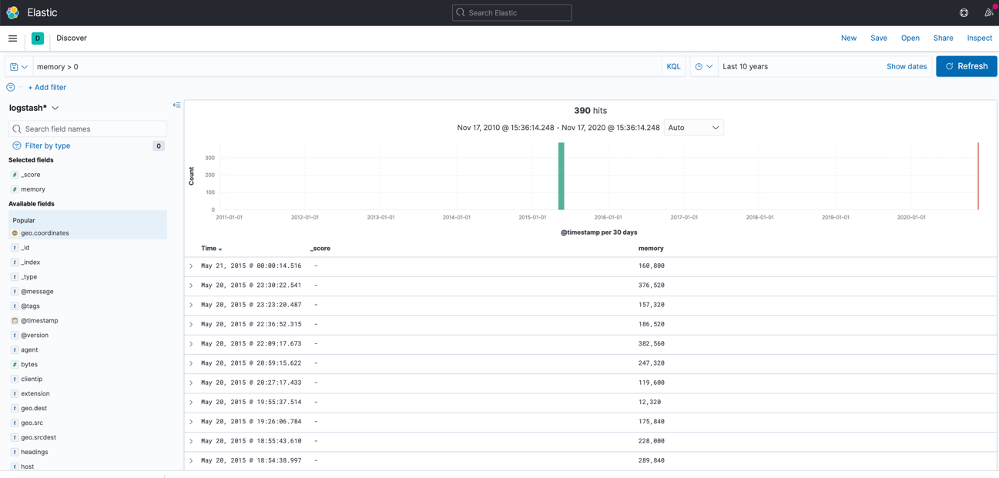 Elastic
Search Elastic
D
Discover
New Save Open Share Inspect
memory > 0
KQL
Last 10 years
Show dates
Refresh
+ Add filter
logstash*
Search field names
Filter by type 0
Selected fields
# _score
# memory
Available fields
Popular
geo.coordinates
t _id
t _index
t _type
t @message
t @tags
@timestamp
t @version
t agent
# bytes
t clientip
t extension
t geo.dest
t geo.src
t geo.srcdest
t headings
t host
390 hits
Nov 17, 2010 @ 15:36:14.248 - Nov 17, 2020 @ 15:36:14.248 Auto
Count
300
200
100
0
2011-01-01 2012-01-01 2013-01-01 2014-01-01 2015-01-01 2016-01-01 2017-01-01 2018-01-01 2019-01-01 2020-01-01
@timestamp per 30 days
Time _score memory
May 21, 2015 @ 00:00:14.516 - 160,800
May 20, 2015 @ 23:30:22.541 - 376,520
May 20, 2015 @ 23:23:20.487 - 157,320
May 20, 2015 @ 22:36:52.315 - 186,520
May 20, 2015 @ 22:09:17.673 - 382,560
May 20, 2015 @ 20:59:15.622 - 247,320
May 20, 2015 @ 20:27:17.433 - 119,600
May 20, 2015 @ 19:55:37.514 - 12,320
May 20, 2015 @ 19:26:06.784 - 175,840
May 20, 2015 @ 18:55:43.610 - 228,000
May 20, 2015 @ 18:54:38.997 - 289,840